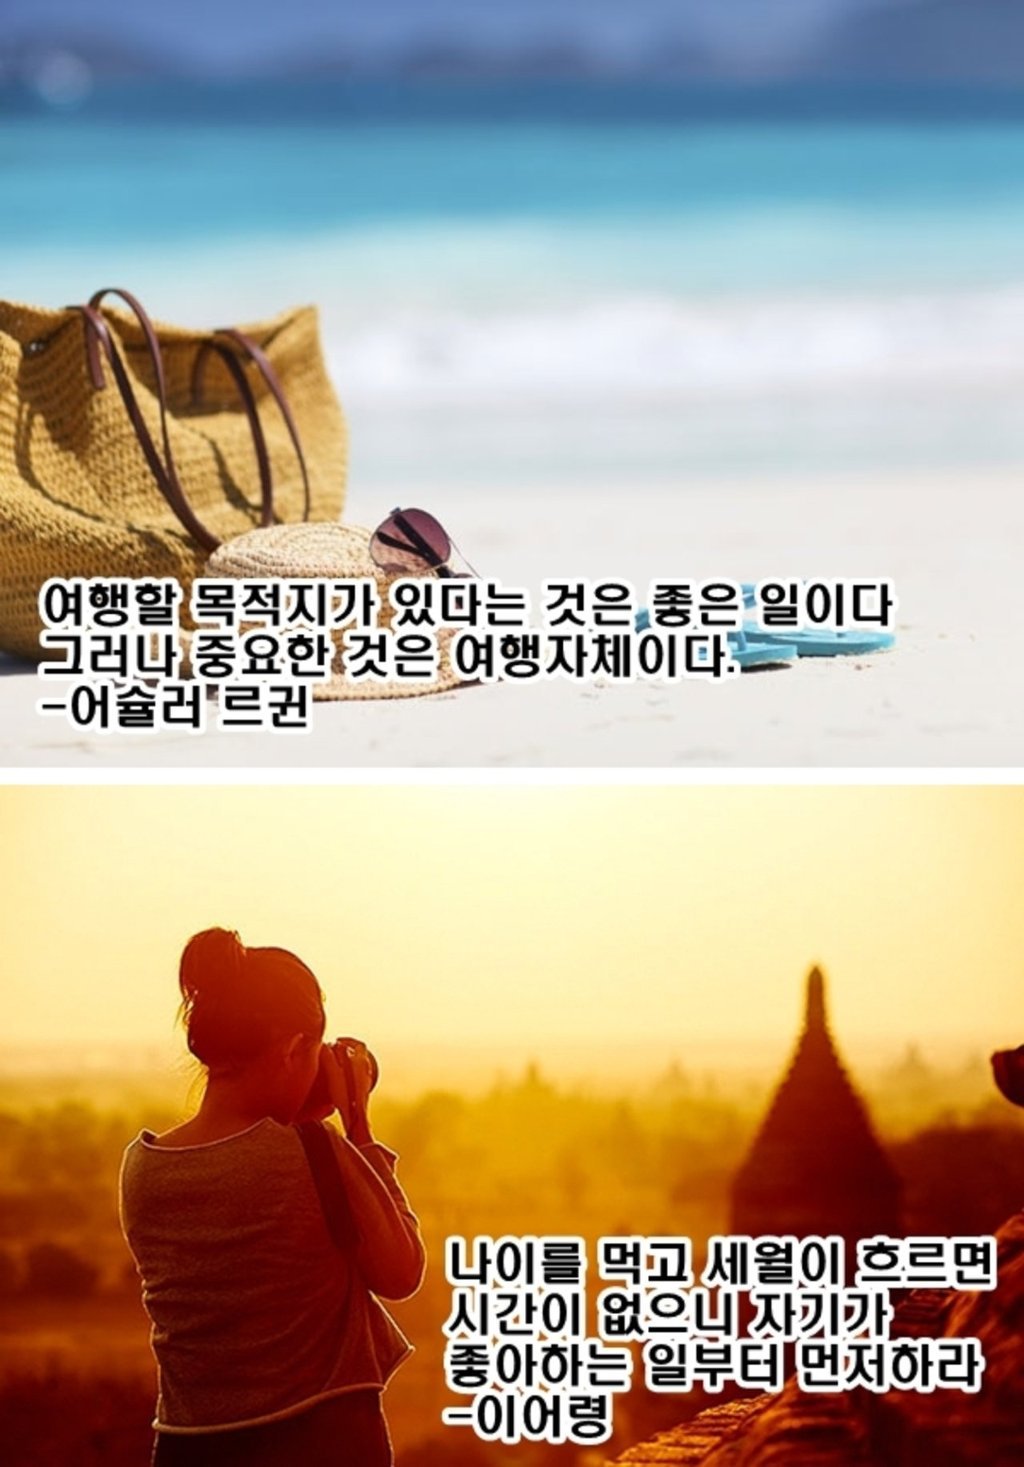 여행할 목적지가 있다는 것은 좋은 일이다
그러나 중요한 것은 여행자체이다.
-어슐러 르귄
나이를 먹고 세월이 흐르면
시간이 없으니 자기가
좋아하는 일부터 먼저하라
-이어령